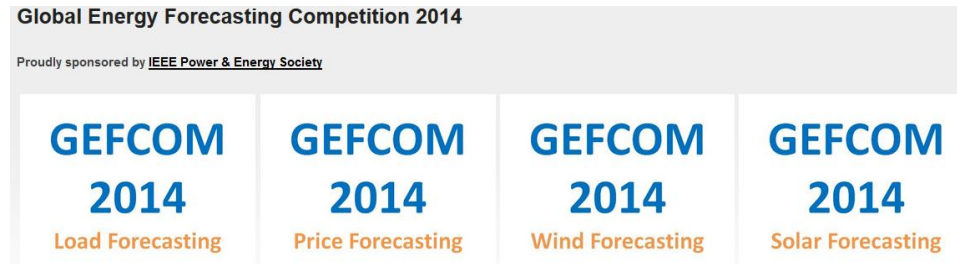 Global Energy Forecasting Competition 2014
Proudly sponsored by IEEE Power & Energy Society
GEFCOM
2014
Load Forecasting
GEFCOM
2014
Price Forecasting
GEFCOM
2014
Wind Forecasting
GEFCOM
2014
Solar Forecasting